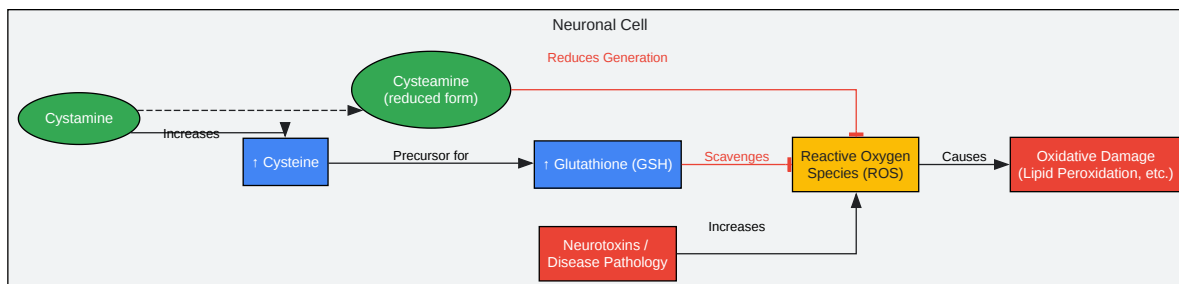 Neuronal Cell
Reduces Generation
Cysteamine
(reduced form)
Cystamine
Increases
↑ Cysteine
Precursor for
↑ Glutathione (GSH)
Scavenges
Reactive Oxygen
Species (ROS)
Causes
Oxidative Damage
(Lipid Peroxidation, etc.)
Increases
Neurotoxins /
Disease Pathology